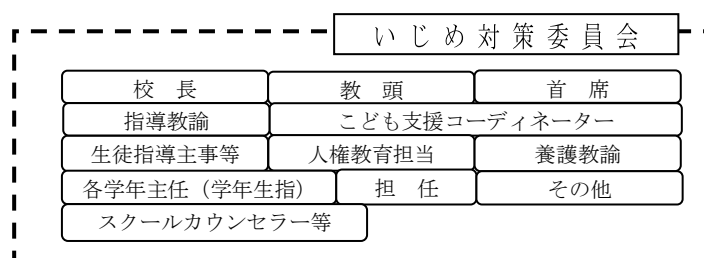 いじめ対策委員会
校　長　教　頭　首　席
指導教諭　こども支援コーディネーター
生徒指導主事等　人権教育担当　養護教諭
各学年主任（学年生指）　担　任　その他
スクールカウンセラー等